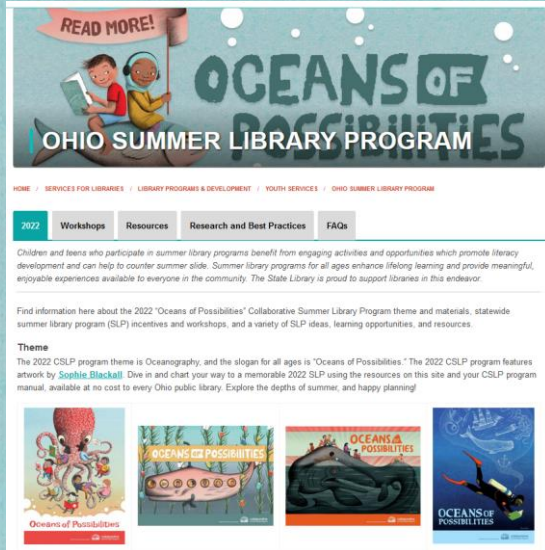 READ MORE!
OCEANS OF
POSSIBILITIES
OHIO SUMMER LIBRARY PROGRAM
HOME / SERVICES FOR LIBRARIES / LIBRARY PROGRAMS & DEVELOPMENT / YOUTH SERVICES / OHIO SUMMER LIBRARY PROGRAM
2022 Workshops Resources Research and Best Practices FAQs
Children and teens who participate in summer library programs benefit from engaging activities and opportunities which promote literacy
development and can help to counter summer slide. Summer library programs for all ages enhance lifelong learning and provide meaningful,
enjoyable experiences available to everyone in the community. The State Library is proud to support libraries in this endeavor.
Find information here about the 2022 "Oceans of Possibilities" Collaborative Summer Library Program theme and materials, statewide
summer library program (SLP) incentives and workshops, and a variety of SLP ideas, learning opportunities, and resources.
Theme
The 2022 CSLP program theme is Oceanography, and the slogan for all ages is "Oceans of Possibilities." The 2022 CSLP program features
artwork by Sophie Blackall. Dive in and chart your way to a memorable 2022 SLP using the resources on this site and your CSLP program
manual, available at no cost to every Ohio public library. Explore the depths of summer, and happy planning!
Oceans of Possibilities
OCEANS OF POSSIBILITIES
OCEANS OF
POSSIBILITIES
OCEANS OF
POSSIBILITIES